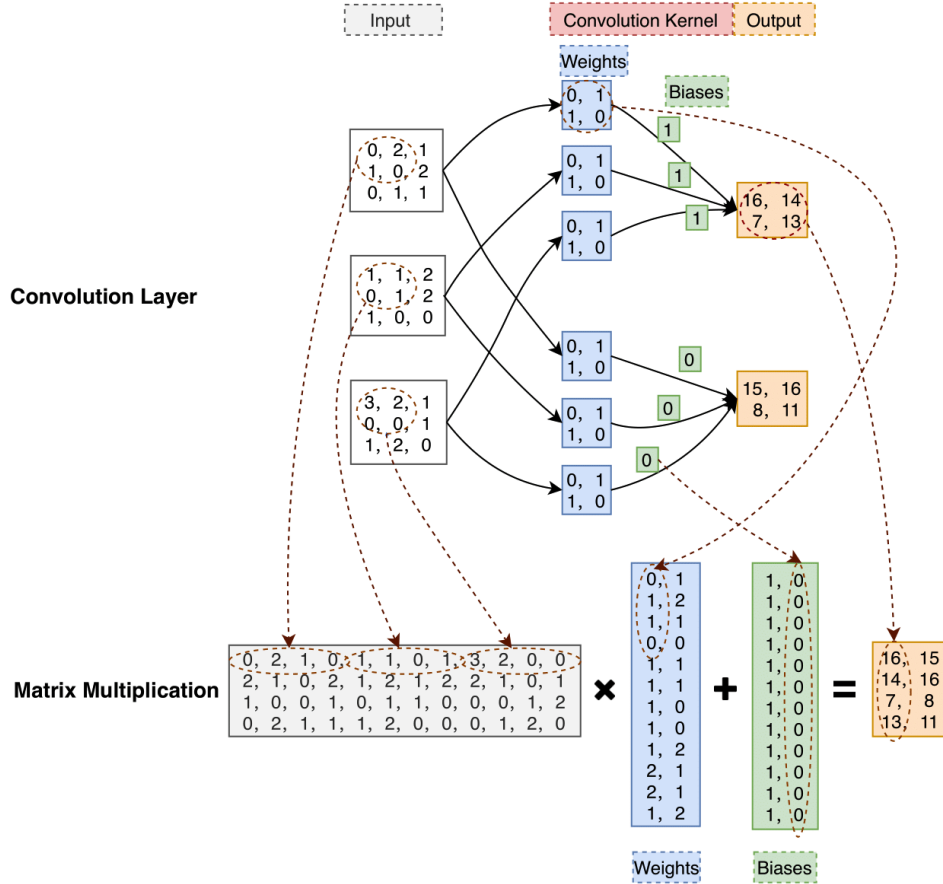 Input
Convolution Kernel
Output
Weights
Biases
0, 1
1, 0
1
0, 2, 1
1, 0, 2
0, 1, 1
0, 1
1, 0
1
16, 14
7, 13
0, 1
1, 0
1
Convolution Layer
1, 1, 2
0, 1, 2
1, 0, 0
0, 1
1, 0
0
3, 2, 1
0, 0, 1
1, 2, 0
0, 1
1, 0
0
15, 16
8, 11
0, 1
1, 0
0
Matrix Multiplication
0, 2, 1, 0, 1, 1, 0, 1, 3, 2, 0, 0
2, 1, 0, 2, 1, 2, 1, 2, 2, 1, 0, 1
1, 0, 0, 1, 0, 1, 1, 0, 0, 0, 1, 2
0, 2, 1, 1, 1, 2, 0, 0, 0, 1, 2, 0
×
0, 1
1, 2
1, 1
0, 0
1, 1
1, 1
1, 0
1, 0
1, 2
2, 1
2, 1
1, 2
Weights
+
1, 0
1, 0
1, 0
1, 0
1, 0
1, 0
1, 0
1, 0
1, 0
1, 0
1, 0
1, 0
Biases
=
16, 15
14, 16
7, 8
13, 11